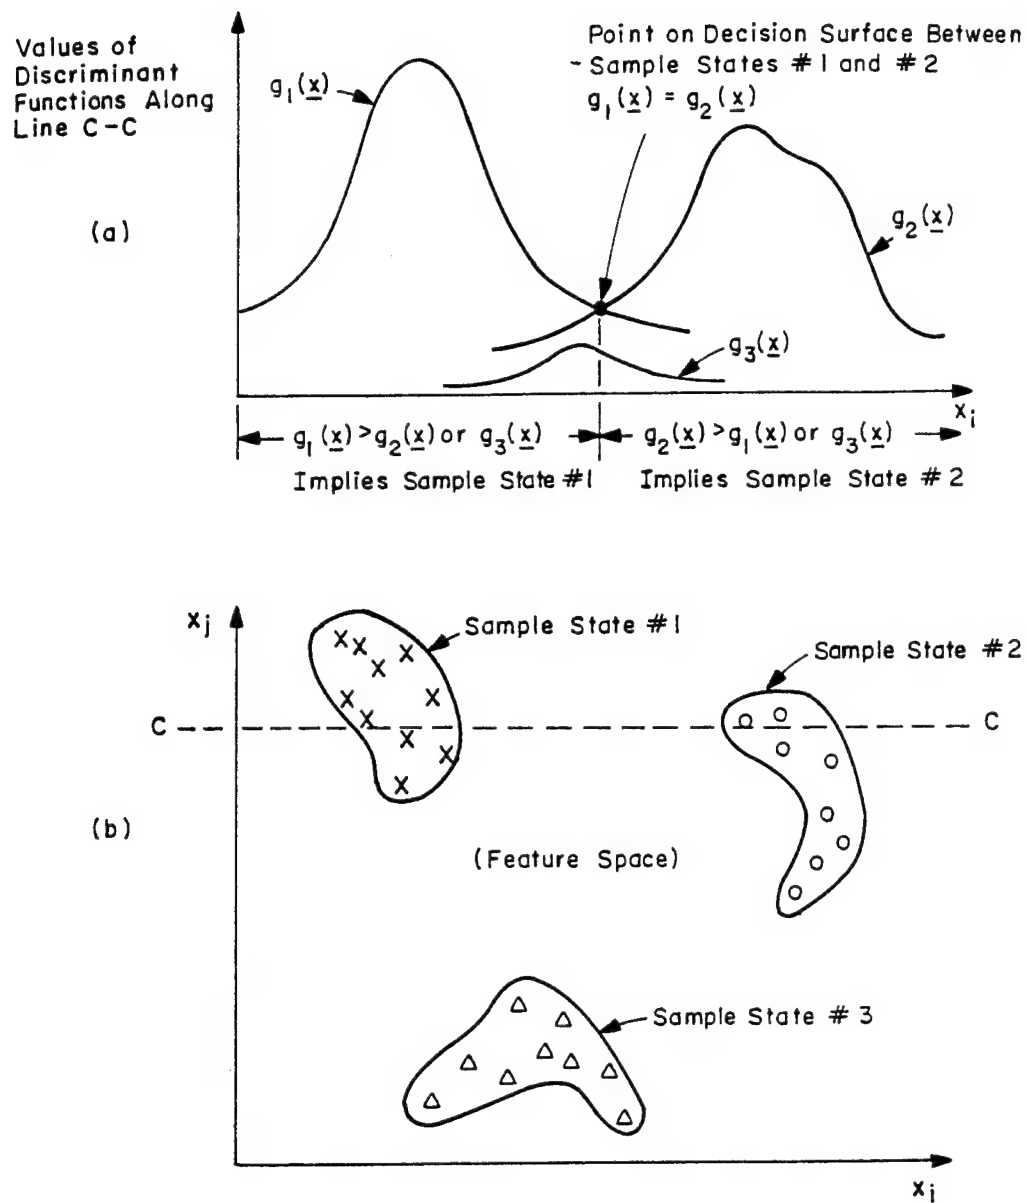 Values of
Discriminant
Functions Along
Line C-C
(a)
g₁(x)
Point on Decision Surface Between
Sample States #1 and #2
g₁(x) = g₂(x)
g₂(x)
g₃(x)
xᵢ
g₁(x) > g₂(x) or g₃(x)
Implies Sample State #1
g₂(x) > g₁(x) or g₃(x)
Implies Sample State #2
xⱼ
Sample State #1
Sample State #2
C
C
(b)
(Feature Space)
Sample State #3
xᵢ